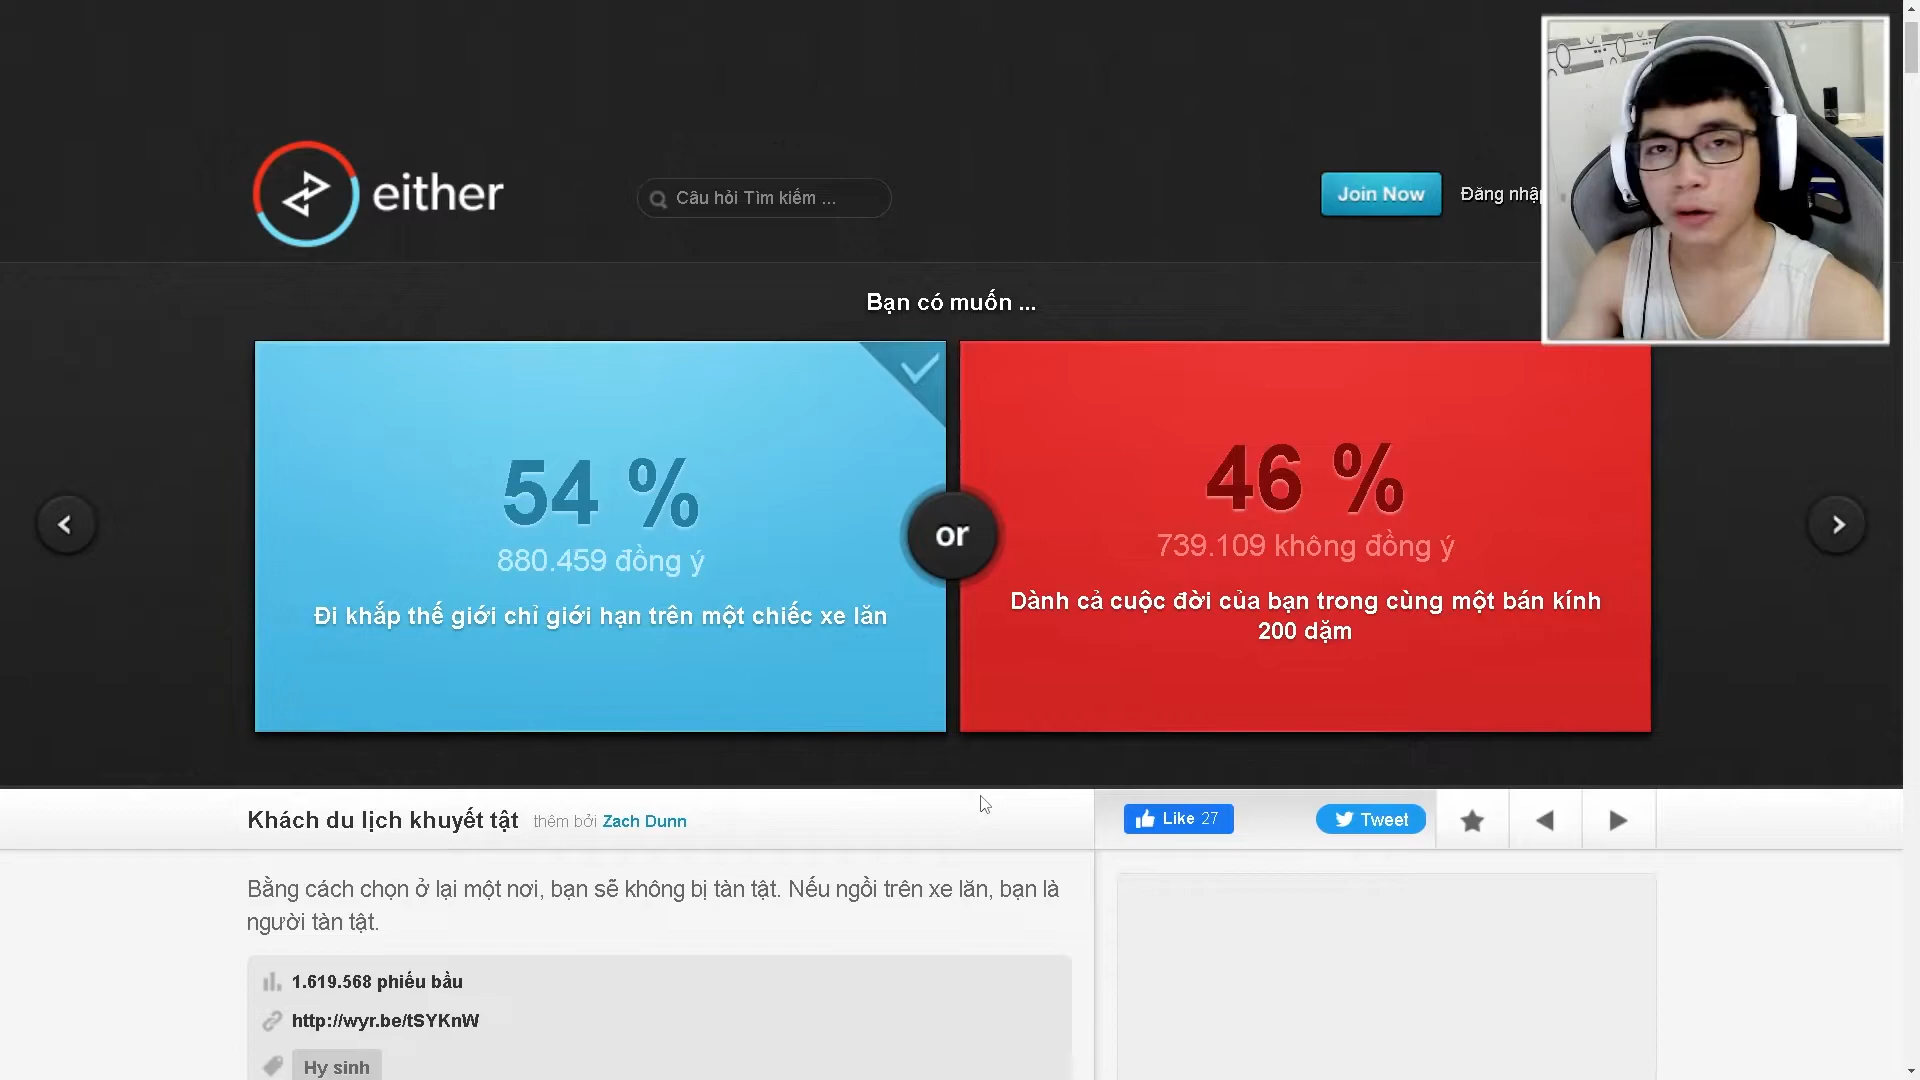 either
Câu hỏi Tìm kiếm ...
Join Now
Đăng nhập
Bạn có muốn ...
54 %
880.459 đồng ý
Đi khắp thế giới chỉ giới hạn trên một chiếc xe lăn
or
46 %
739.109 không đồng ý
Dành cả cuộc đời của bạn trong cùng một bán kính
200 dặm
Khách du lịch khuyết tật thêm bởi Zach Dunn
Like 27
Tweet
Bằng cách chọn ở lại một nơi, bạn sẽ không bị tàn tật. Nếu ngồi trên xe lăn, bạn là
người tàn tật.
1.619.568 phiếu bầu
http://wyr.be/tSYKnW
Hy sinh